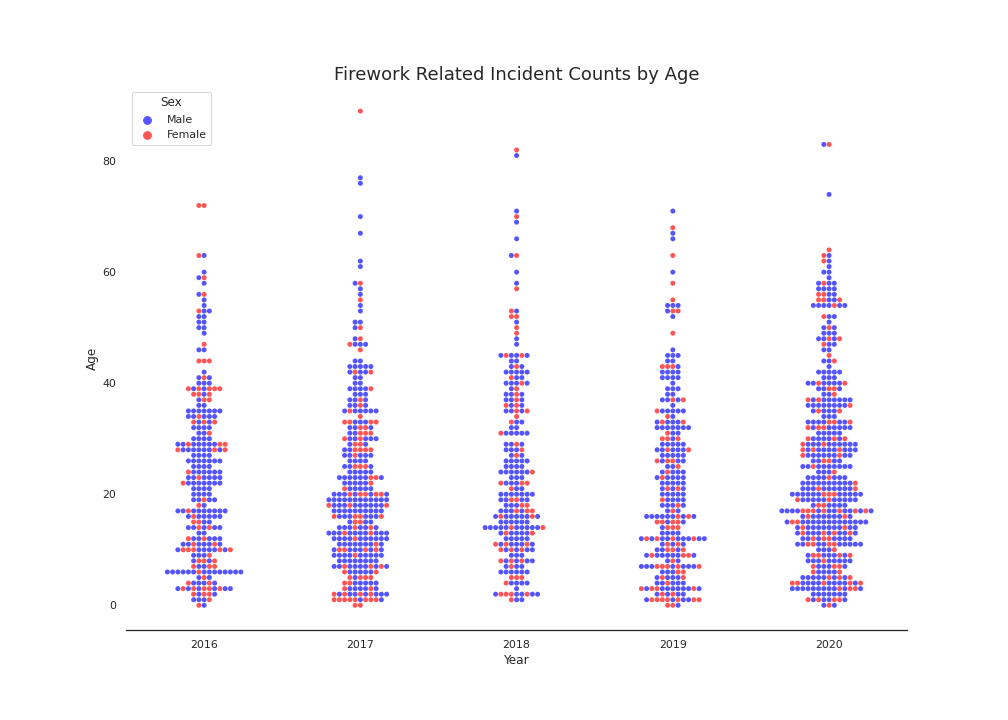 Firework Related Incident Counts by Age
Sex
Male
Female
80
60
40
20
0
Age
2016 2017 2018 2019 2020
Year